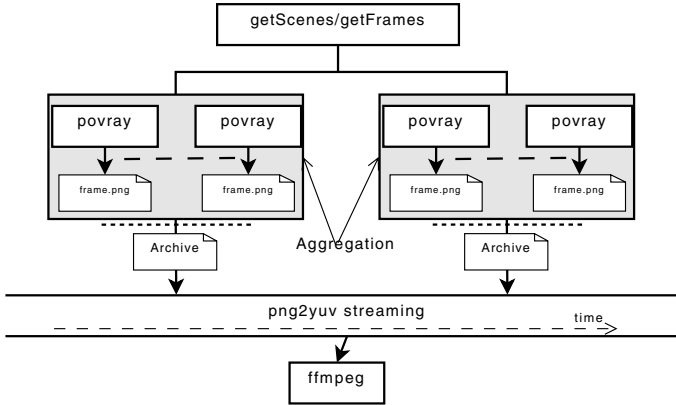 getScenes/getFrames
povray povray povray povray
frame.png frame.png frame.png frame.png
Aggregation
Archive Archive
png2yuv streaming
time
ffmpeg